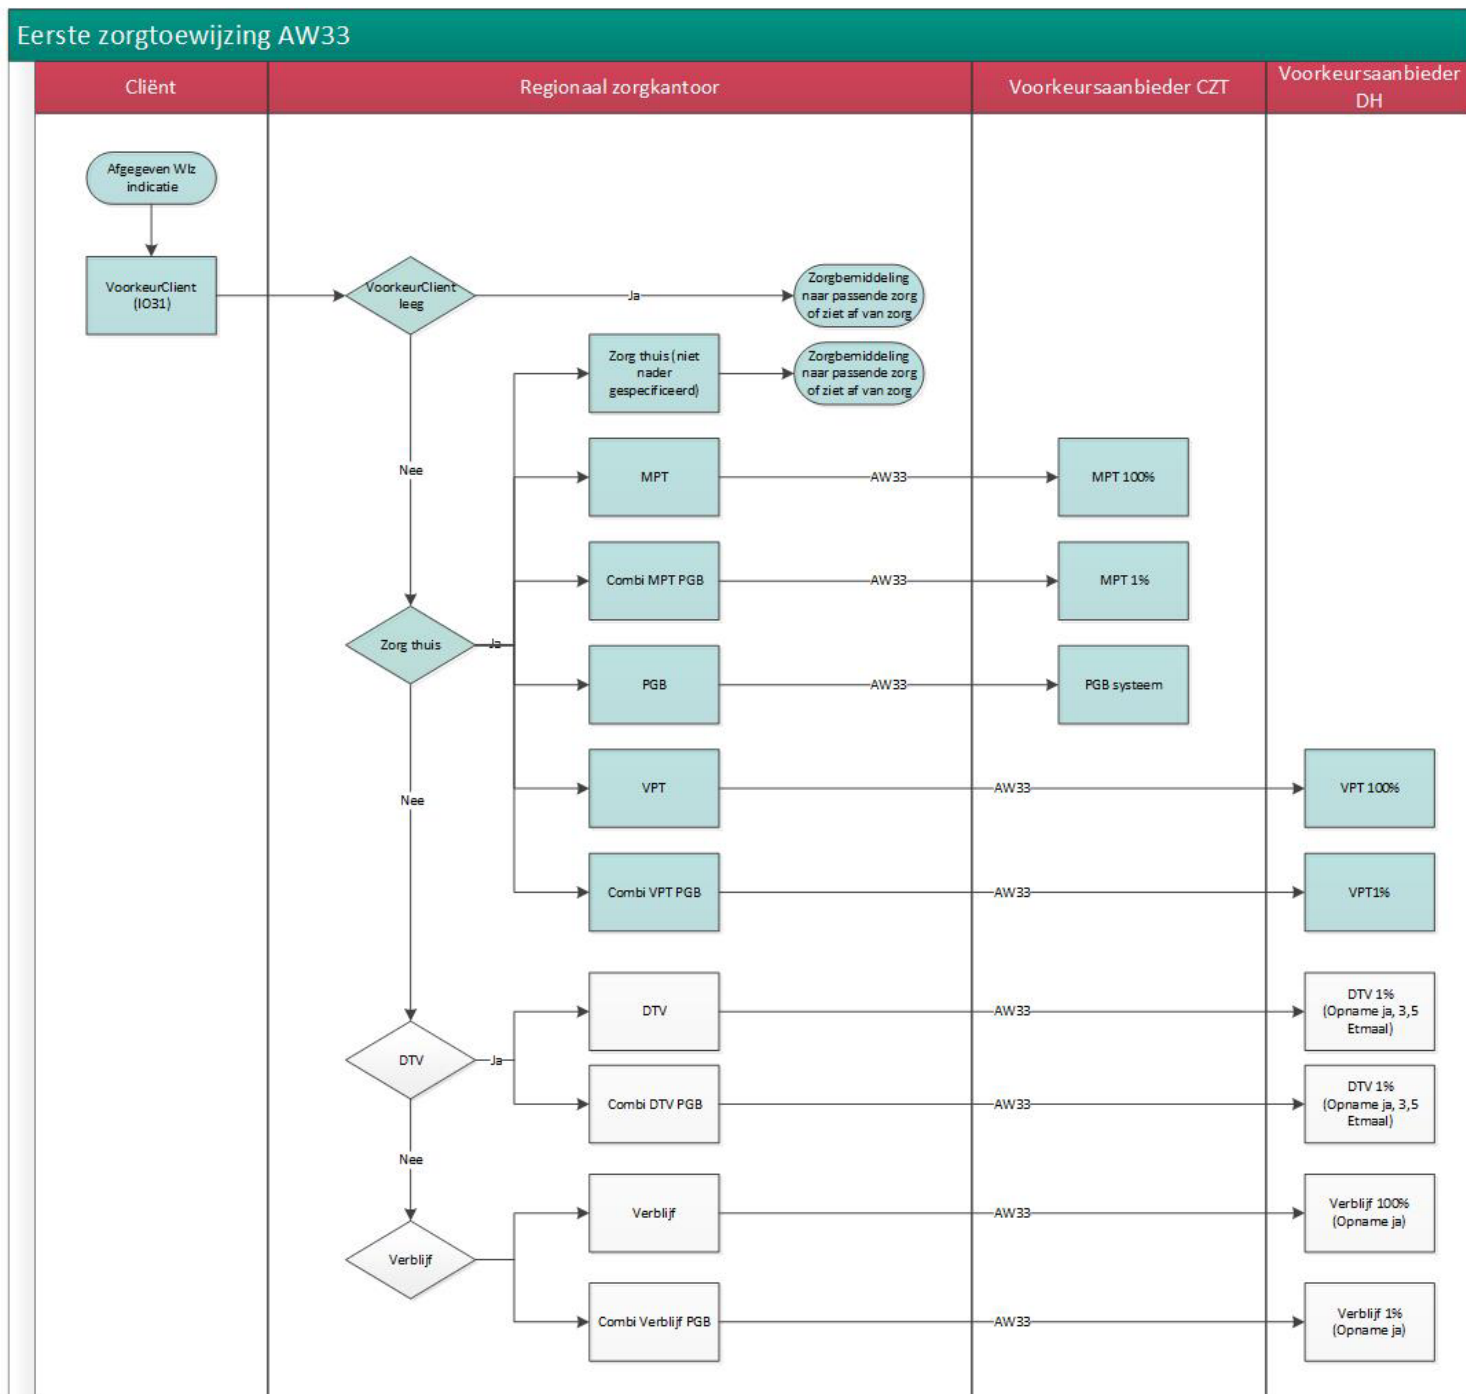 Eerste zorgtoewijzing AW33
Cliënt
Regionaal zorgkantoor
Voorkeursaanbieder CZT
Voorkeursaanbieder
DH
Afgegeven Wlz
indicatie
VoorkeurClient
(IO31)
VoorkeurClient
leeg
Ja
Zorgbemiddeling
naar passende zorg
of ziet af van zorg
Zorg thuis (niet
nader
gespecificeerd)
Zorgbemiddeling
naar passende zorg
of ziet af van zorg
Nee
MPT
AW33
MPT 100%
Combi MPT PGB
AW33
MPT 1%
Zorg thuis
Ja
PGB
AW33
PGB systeem
Nee
VPT
AW33
VPT 100%
Combi VPT PGB
AW33
VPT1%
DTV
Ja
DTV
AW33
DTV 1%
(Opname ja, 3,5
Etmaal)
Combi DTV PGB
AW33
DTV 1%
(Opname ja, 3,5
Etmaal)
Nee
Verblijf
Verblijf
AW33
Verblijf 100%
(Opname ja)
Combi Verblijf PGB
AW33
Verblijf 1%
(Opname ja)